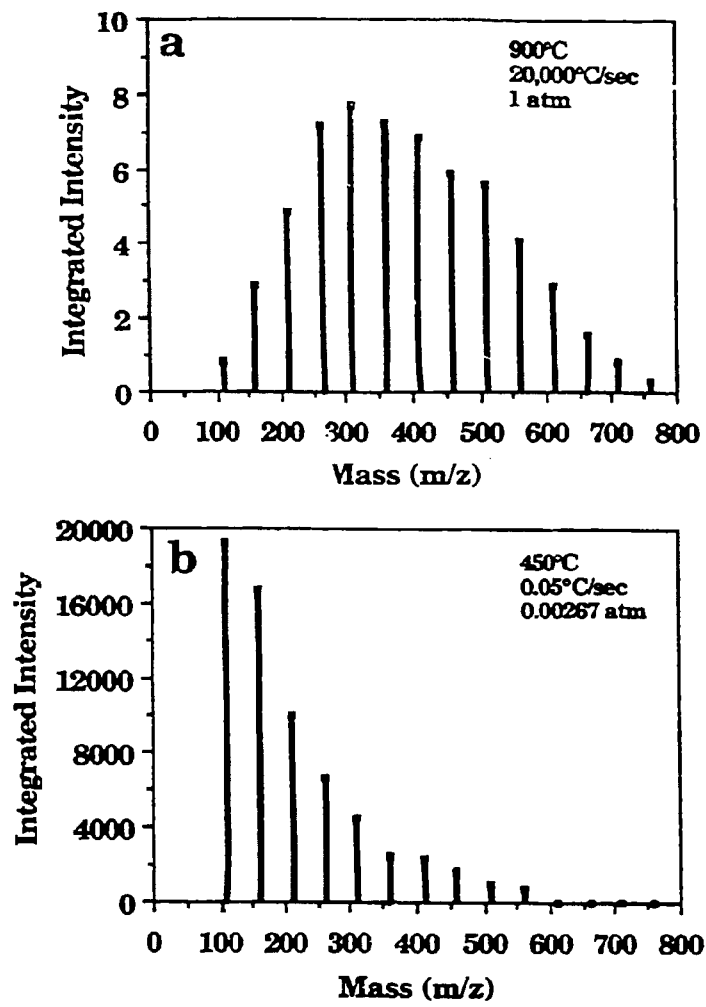 a
900°C
20,000°C/sec
1 atm
Integrated Intensity
10
8
6
4
2
0
0 100 200 300 400 500 600 700 800
Mass (m/z)
b
450°C
0.05°C/sec
0.00267 atm
Integrated Intensity
20000
16000
12000
8000
4000
0
0 100 200 300 400 500 600 700 800
Mass (m/z)